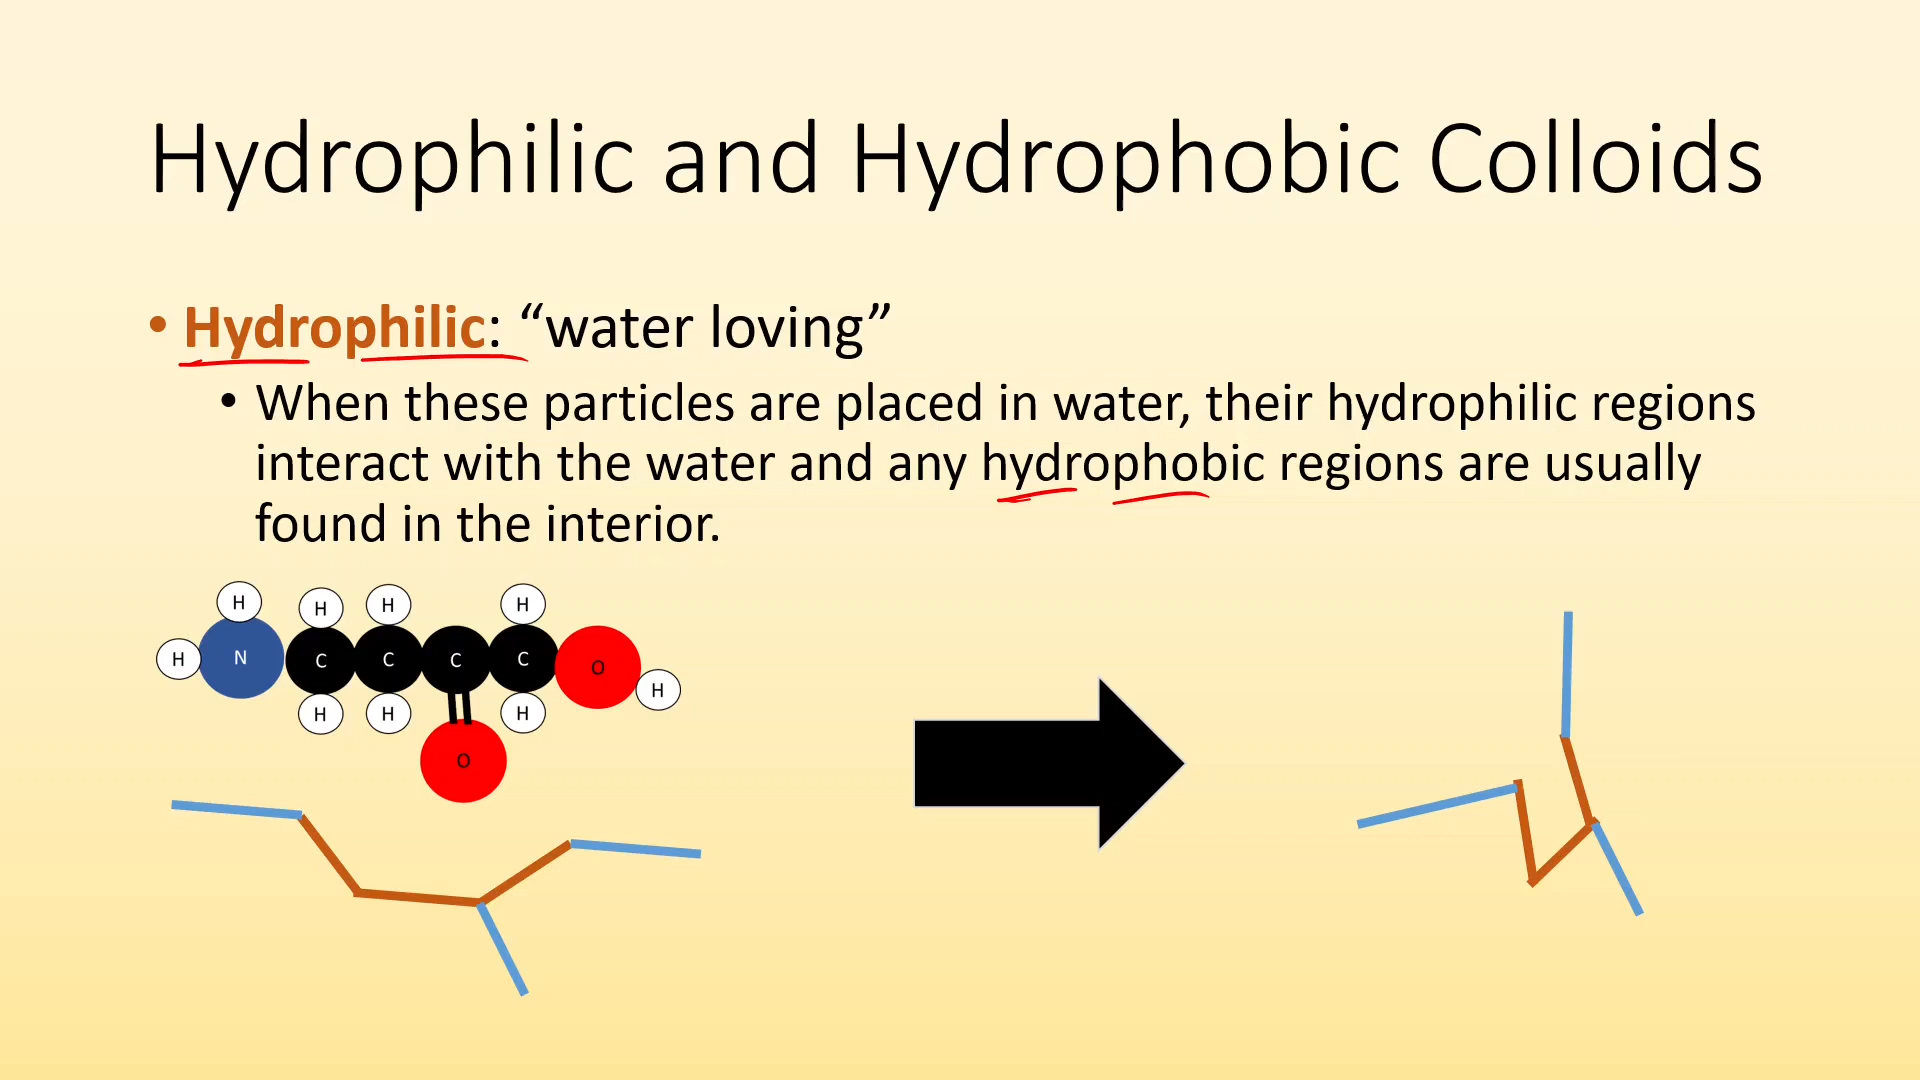 Hydrophilic and Hydrophobic Colloids
• Hydrophilic: “water loving”
• When these particles are placed in water, their hydrophilic regions
interact with the water and any hydrophobic regions are usually
found in the interior.
H H H H
H N C C C C O H
H H H
O